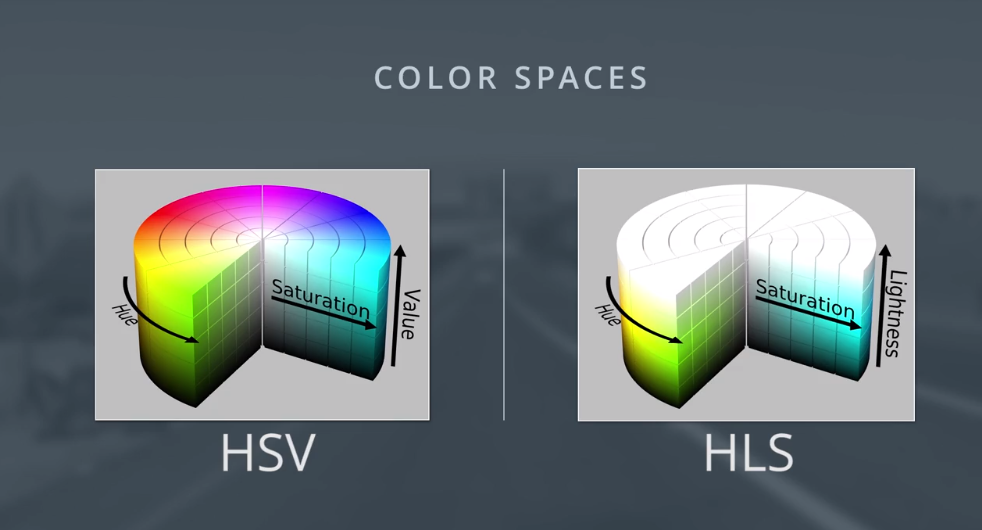 COLOR SPACES
Hue
Saturation
Value
HSV
Hue
Saturation
Lightness
HLS